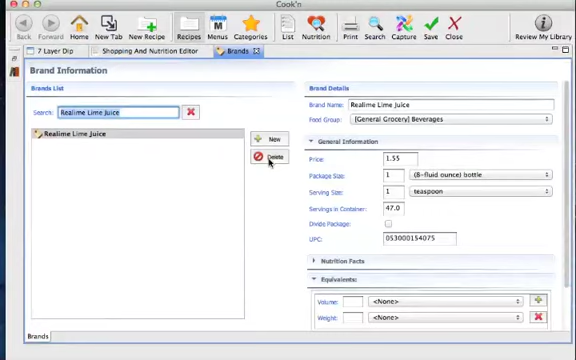 Cook'n
Back Forward Home New Tab New Recipe Recipes Menus Categories List Nutrition Print Search Capture Save Close Review My Library
7 Layer Dip Shopping And Nutrition Editor Brands
Brand Information
Brands List
Search: Realime Lime Juice
Realime Lime Juice
New
Delete
Brand Details
Brand Name: Realime Lime Juice
Food Group: [General Grocery] Beverages
General Information
Price: 1.55
Package Size: 1 (8-fluid ounce) bottle
Serving Size: 1 teaspoon
Servings in Container: 47.0
Divide Package:
UPC: 053000154075
Nutrition Facts
Equivalents:
Volume: <None>
Weight: <None>
Brands